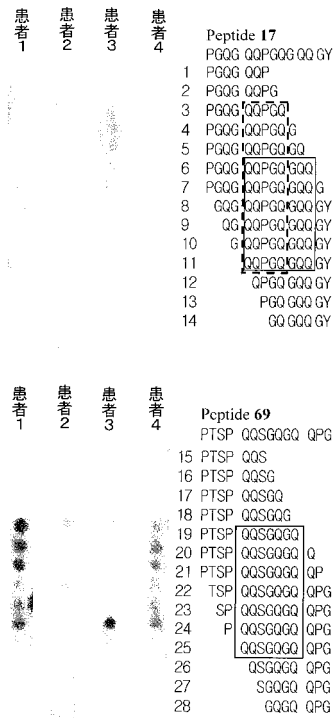 患者1 患者2 患者3 患者4
Peptide 17
PGQG QQPGQG QQ GY
1 PGQG QQP
2 PGQG QQPG
3 PGQG QQPGQ
4 PGQG QQPGQ G
5 PGQG QQPGQ GQ
6 PGQG QQPGQ GQQ
7 PGQG QQPGQ GQQ G
8 GQG QQPGQ GQQ GY
9 QG QQPGQ GQQ GY
10 G QQPGQ GQQ GY
11 QQPGQ GQQ GY
12 QPGQ GQQ GY
13 PGQ GQQ GY
14 GQ GQQ GY
患者1 患者2 患者3 患者4
Peptide 69
PTSP QQSGQGQ QPG
15 PTSP QQS
16 PTSP QQSG
17 PTSP QQSGQ
18 PTSP QQSGQG
19 PTSP QQSGQGQ
20 PTSP QQSGQGQ Q
21 PTSP QQSGQGQ QP
22 TSP QQSGQGQ QPG
23 SP QQSGQGQ QPG
24 P QQSGQGQ QPG
25 QQSGQGQ QPG
26 QSGQGQ QPG
27 SGQGQ QPG
28 GQGQ QPG